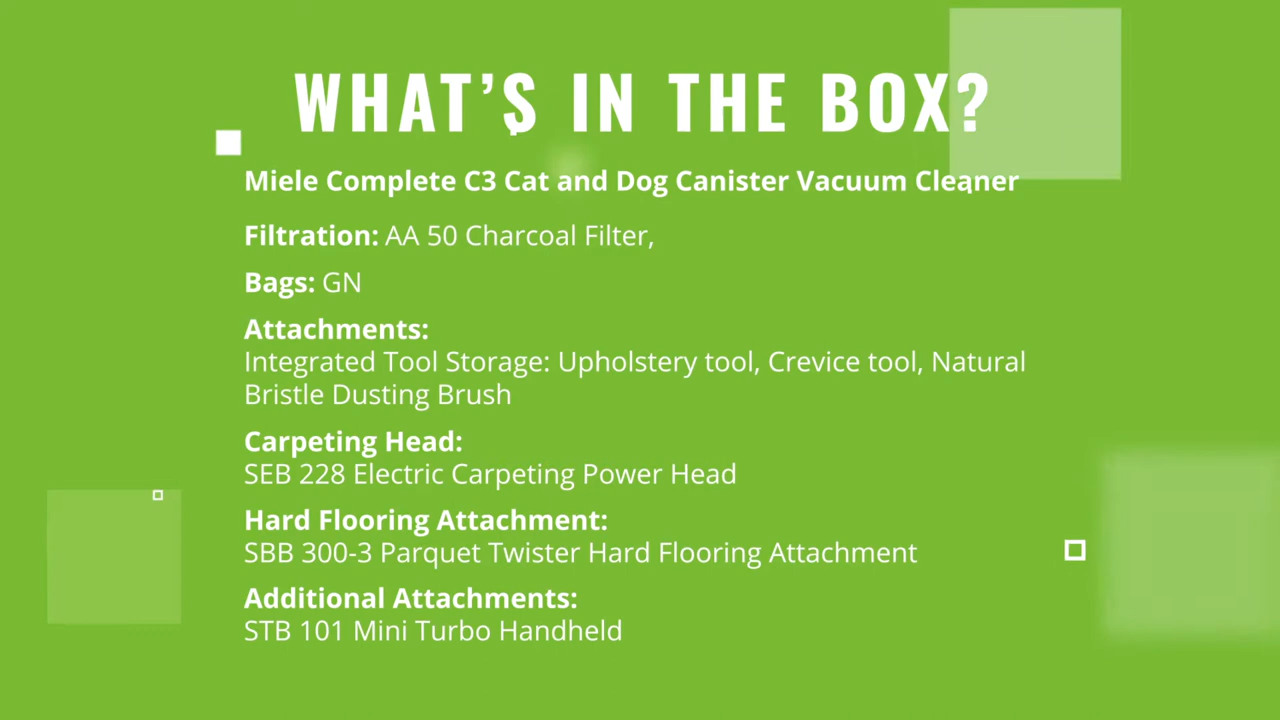 WHAT’S IN THE BOX?
Miele Complete C3 Cat and Dog Canister Vacuum Cleaner
Filtration: AA 50 Charcoal Filter,
Bags: GN
Attachments:
Integrated Tool Storage: Upholstery tool, Crevice tool, Natural
Bristle Dusting Brush
Carpeting Head:
SEB 228 Electric Carpeting Power Head
Hard Flooring Attachment:
SBB 300-3 Parquet Twister Hard Flooring Attachment
Additional Attachments:
STB 101 Mini Turbo Handheld